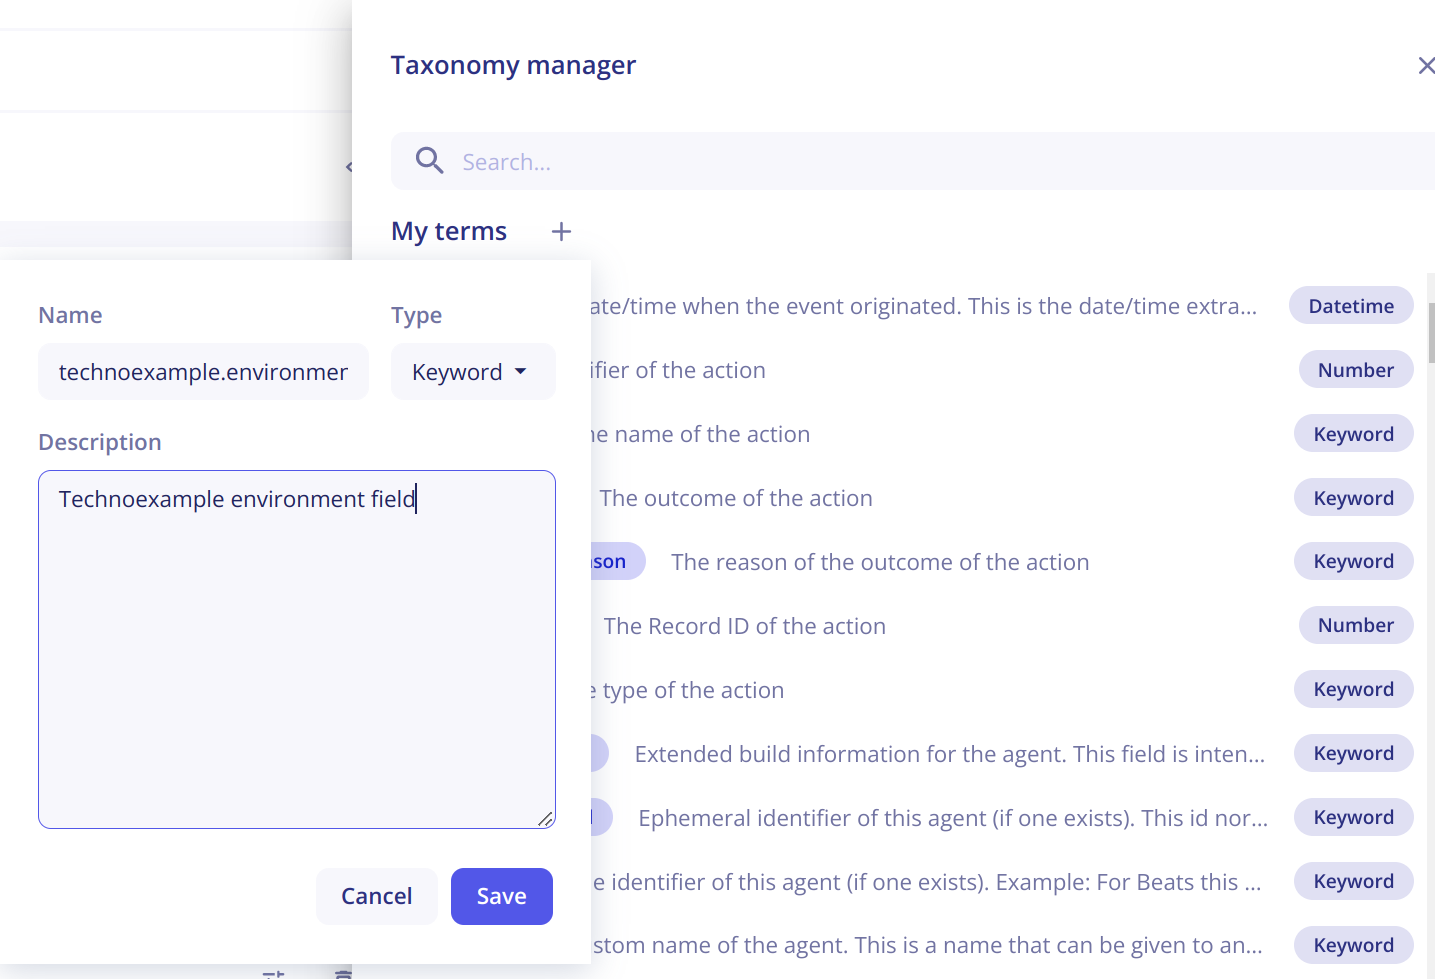 Taxonomy manager
Search...
My terms
Name
Type
technoexample.environmer
Keyword
Description
Technoexample environment field
Cancel
Save
ate/time when the event originated. This is the date/time extra...
Datetime
ifier of the action
Number
ne name of the action
Keyword
The outcome of the action
Keyword
son
The reason of the outcome of the action
Keyword
The Record ID of the action
Number
e type of the action
Keyword
Extended build information for the agent. This field is inten...
Keyword
Ephemeral identifier of this agent (if one exists). This id nor...
Keyword
e identifier of this agent (if one exists). Example: For Beats this ...
Keyword
stom name of the agent. This is a name that can be given to an...
Keyword